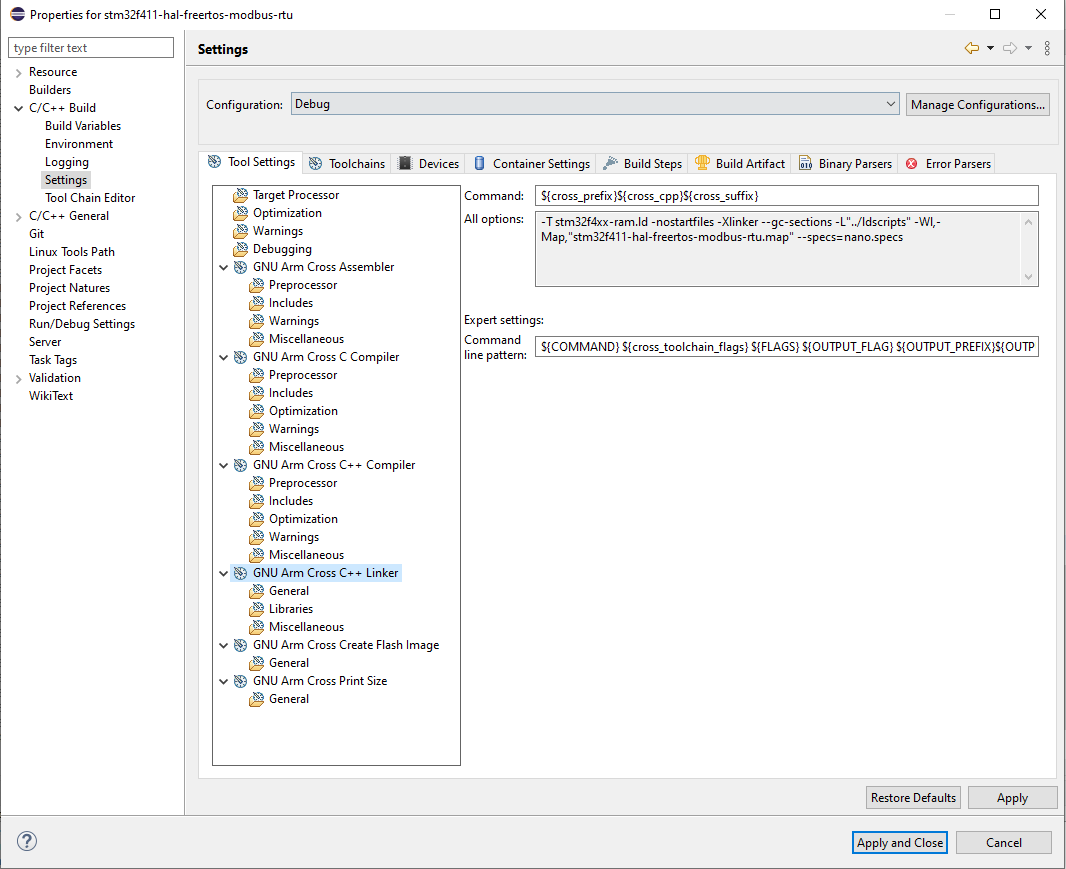 Properties for stm32f411-hal-freertos-modbus-rtu
type filter text
Resource
Builders
C/C++ Build
Build Variables
Environment
Logging
Settings
Tool Chain Editor
C/C++ General
Git
Linux Tools Path
Project Facets
Project Natures
Project References
Run/Debug Settings
Server
Task Tags
Validation
WikiText
Settings
Configuration:
Debug
Manage Configurations...
Tool Settings
Toolchains
Devices
Container Settings
Build Steps
Build Artifact
Binary Parsers
Error Parsers
Target Processor
Optimization
Warnings
Debugging
GNU Arm Cross Assembler
Preprocessor
Includes
Warnings
Miscellaneous
GNU Arm Cross C Compiler
Preprocessor
Includes
Optimization
Warnings
Miscellaneous
GNU Arm Cross C++ Compiler
Preprocessor
Includes
Optimization
Warnings
Miscellaneous
GNU Arm Cross C++ Linker
General
Libraries
Miscellaneous
GNU Arm Cross Create Flash Image
General
GNU Arm Cross Print Size
General
Command:
${cross_prefix}${cross_cpp}${cross_suffix}
All options:
-T stm32f4xx-ram.ld -nostartfiles -Xlinker --gc-sections -L"../ldscripts" -Wl,-
Map,"stm32f411-hal-freertos-modbus-rtu.map" --specs=nano.specs
Expert settings:
Command
line pattern:
${COMMAND} ${cross_toolchain_flags} ${FLAGS} ${OUTPUT_FLAG} ${OUTPUT_PREFIX}${OUTP
Restore Defaults
Apply
?
Apply and Close
Cancel